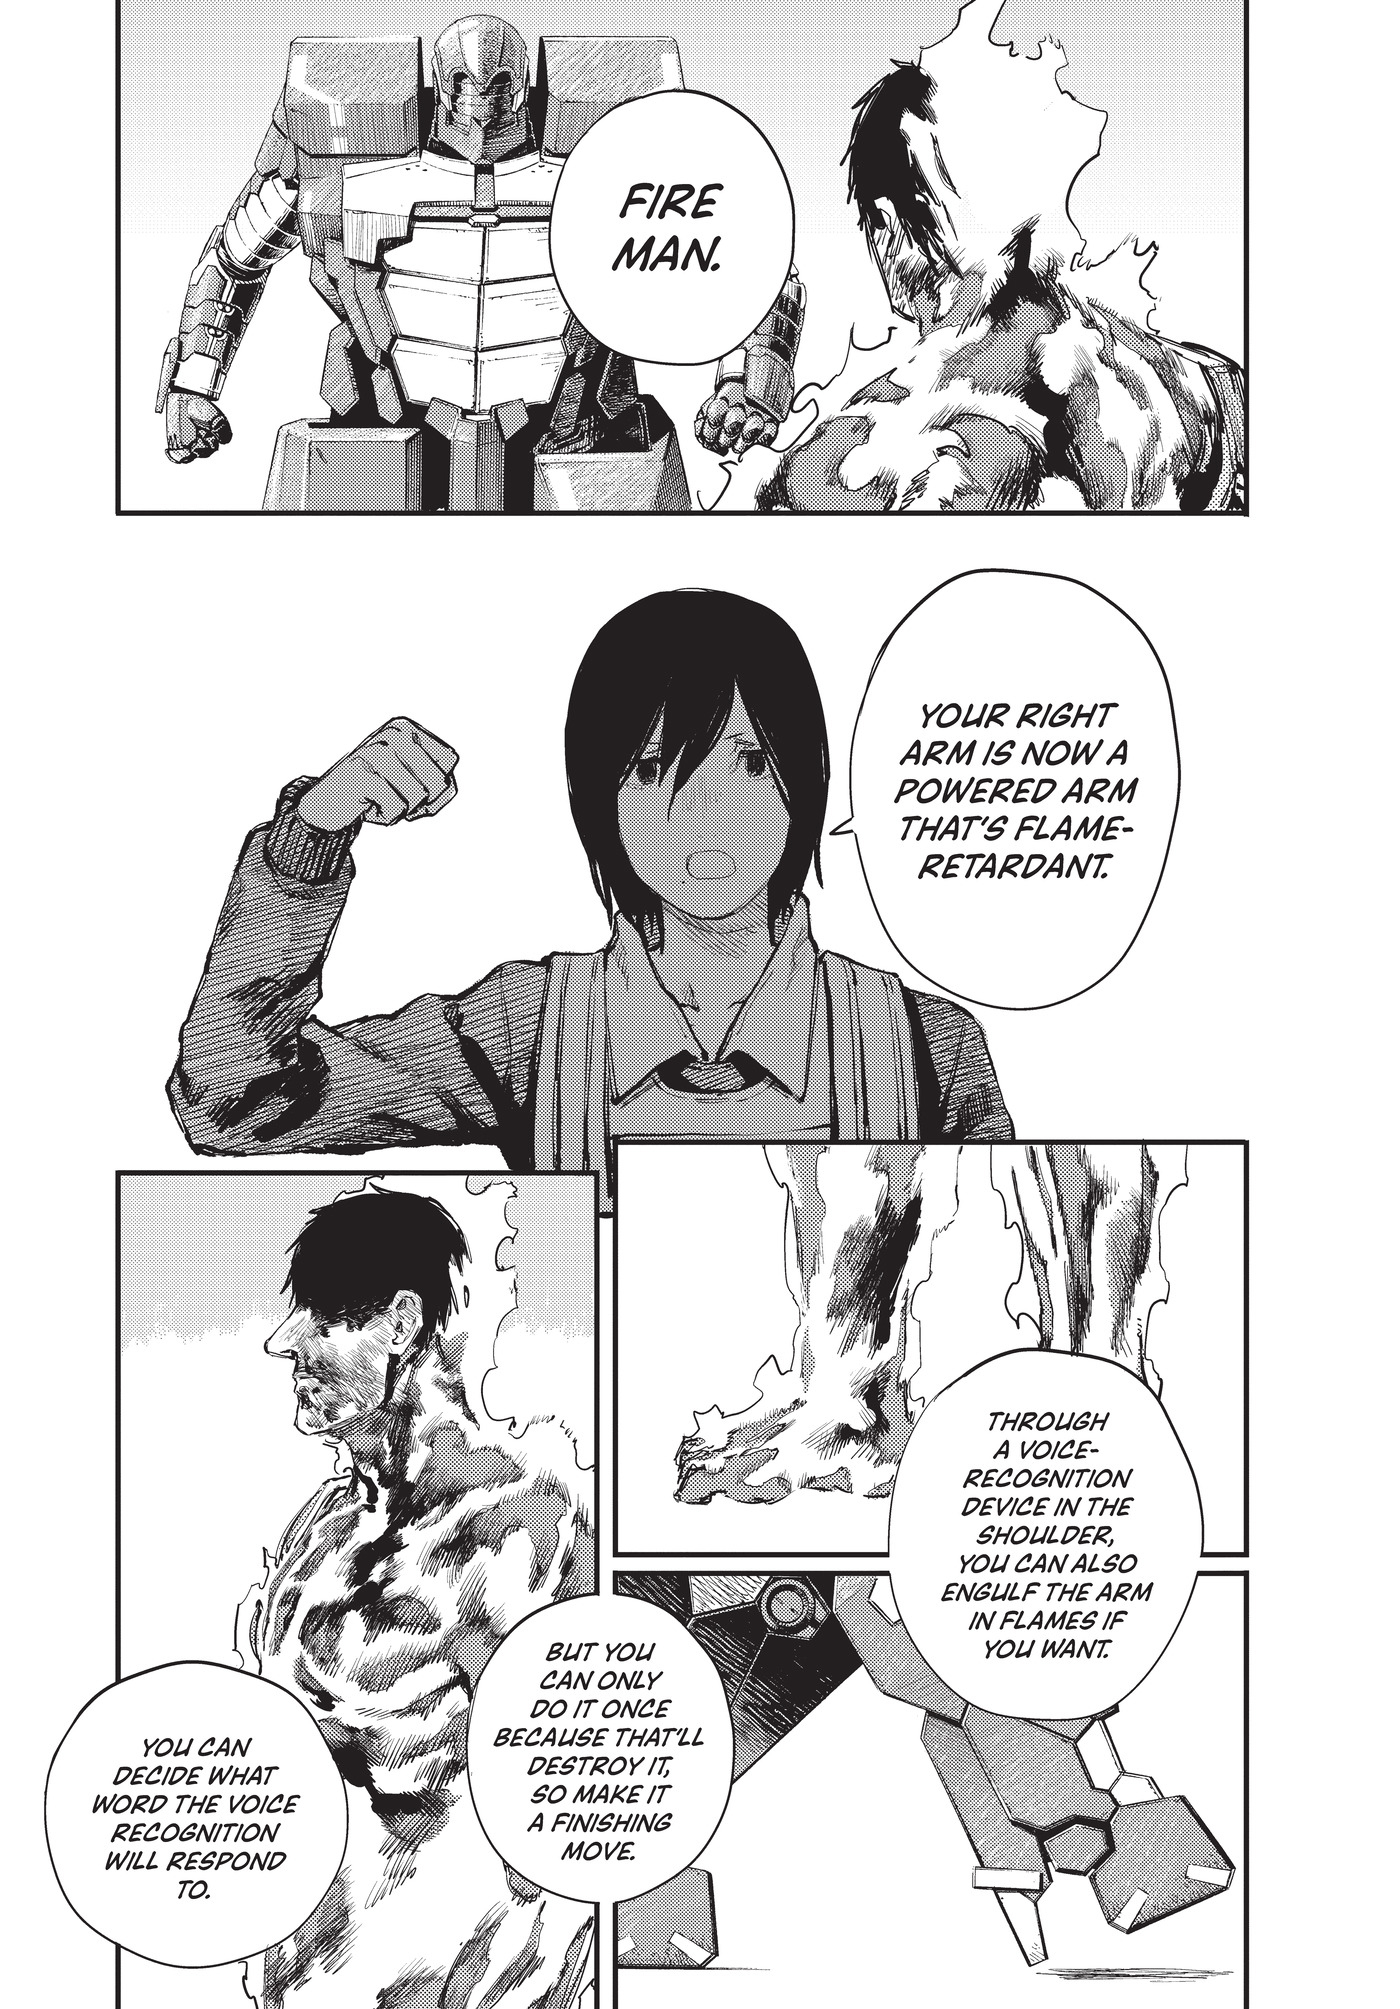 FIRE
MAN.
YOUR RIGHT
ARM IS NOW A
POWERED ARM
THAT'S FLAME-
RETARDANT.
THROUGH
A VOICE-
RECOGNITION
DEVICE IN THE
SHOULDER,
YOU CAN ALSO
ENGULF THE ARM
IN FLAMES IF
YOU WANT.
BUT YOU
CAN ONLY
DO IT ONCE
BECAUSE THAT'LL
DESTROY IT,
SO MAKE IT
A FINISHING
MOVE.
YOU CAN
DECIDE WHAT
WORD THE VOICE
RECOGNITION
WILL RESPOND
TO.